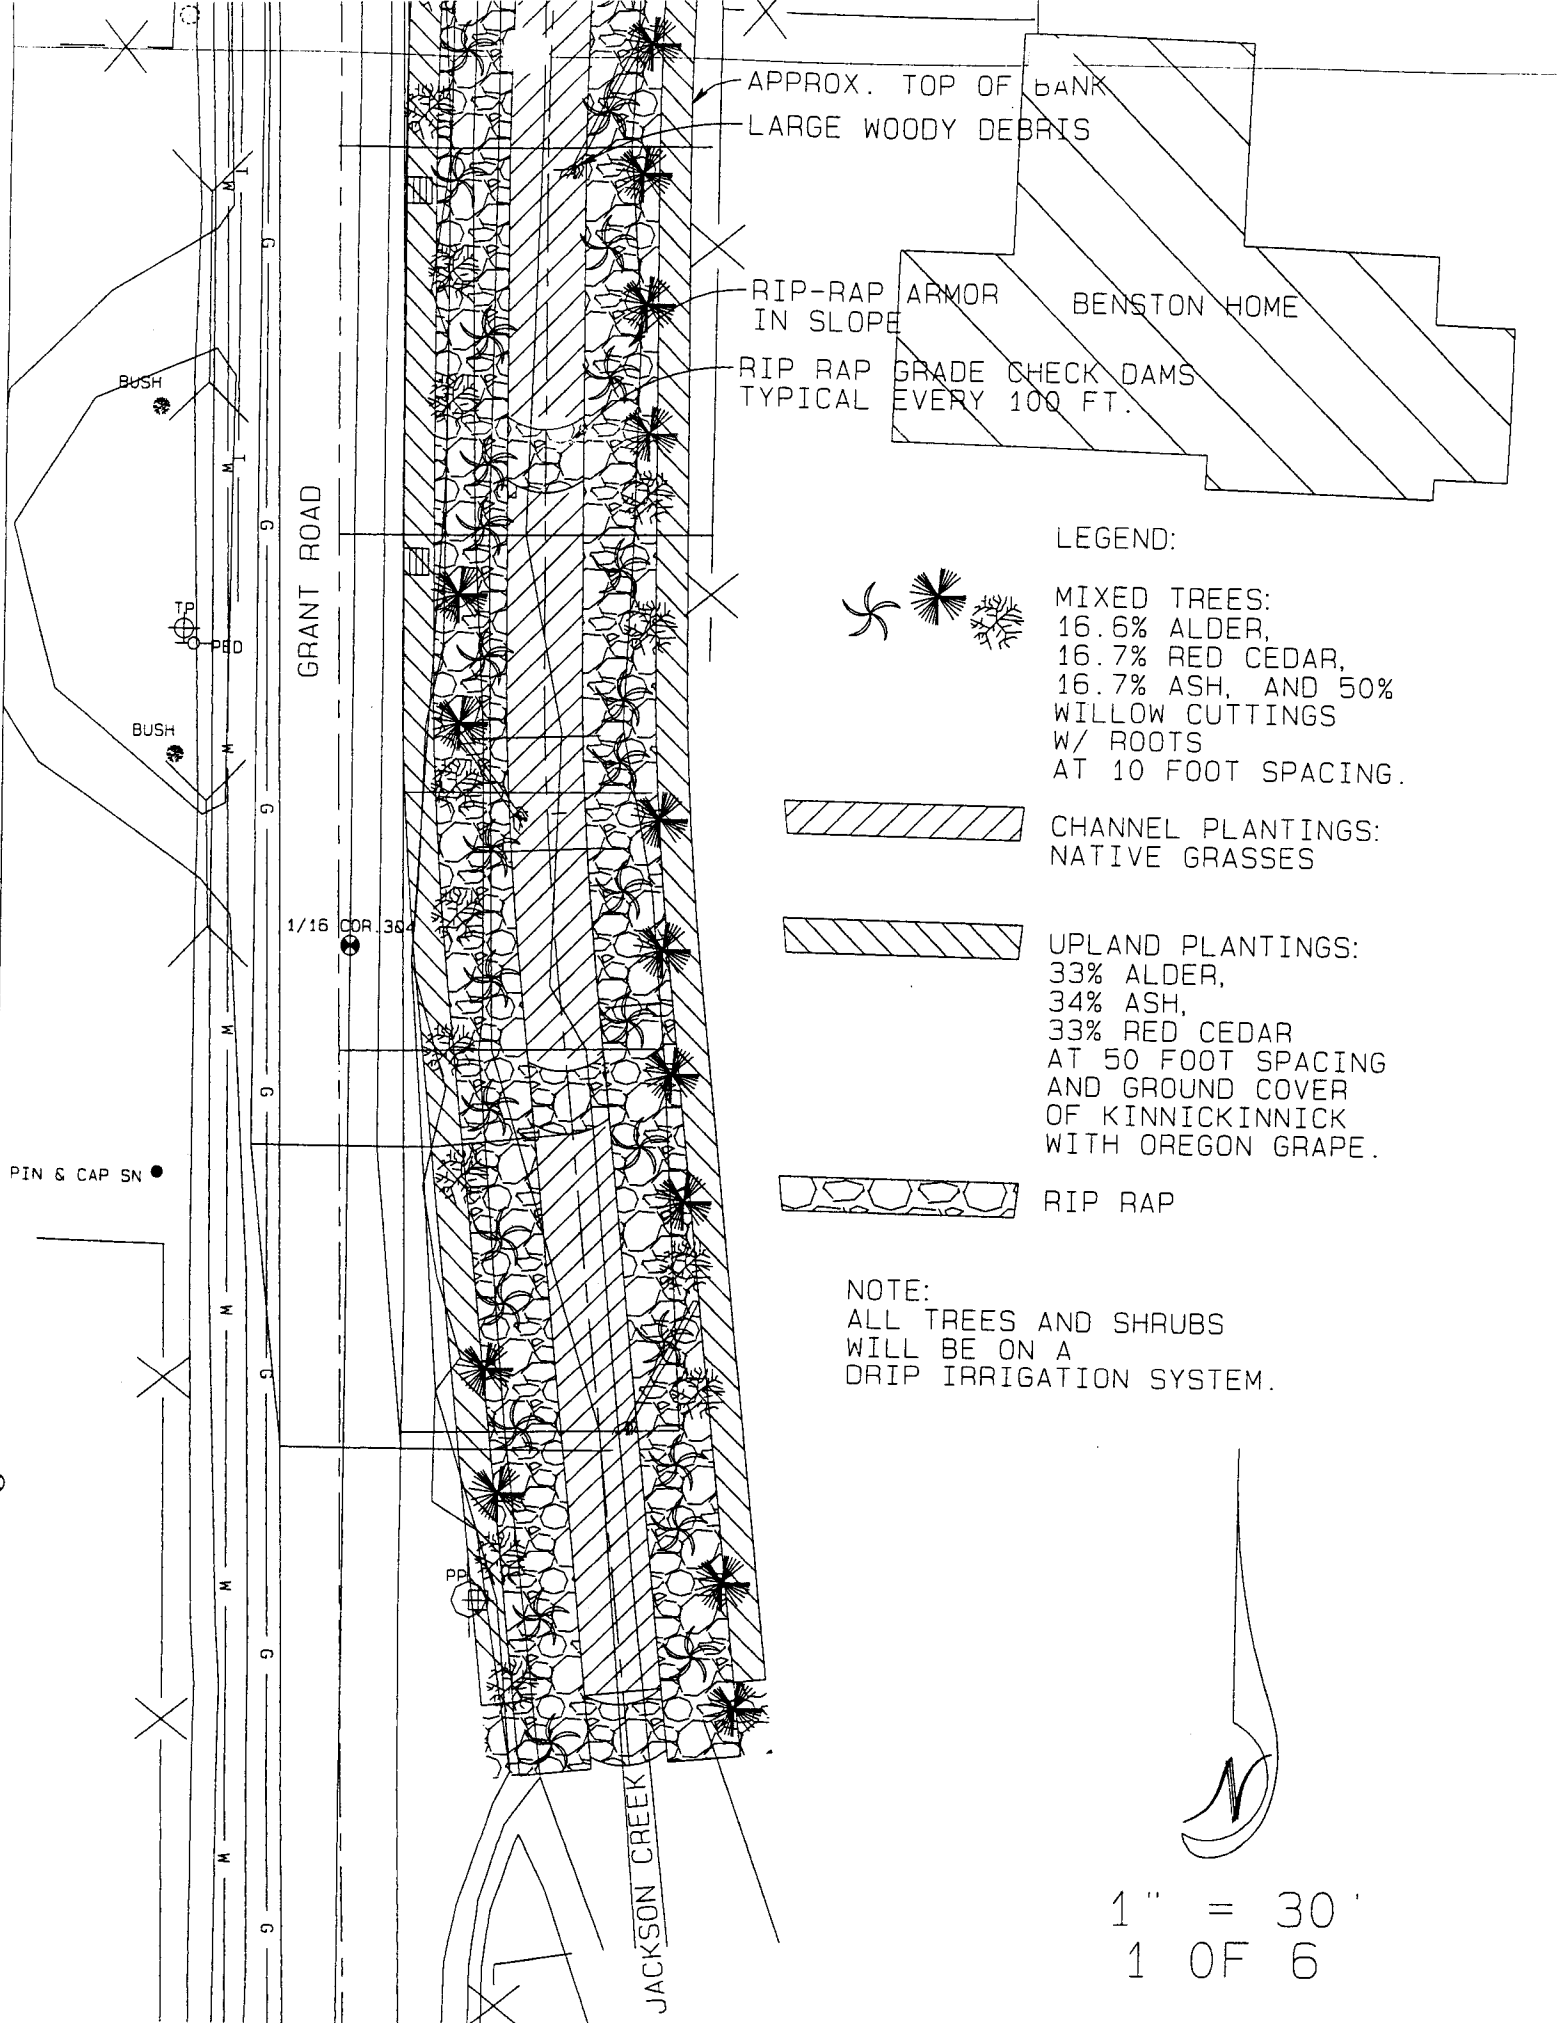 APPROX. TOP OF BANK
LARGE WOODY DEBRIS
RIP-RAP ARMOR
IN SLOPE
BENSTON HOME
RIP RAP GRADE CHECK DAMS
TYPICAL EVERY 100 FT.
BUSH
GRANT ROAD
TP
PED
BUSH
LEGEND:
MIXED TREES:
16.6% ALDER,
16.7% RED CEDAR,
16.7% ASH, AND 50%
WILLOW CUTTINGS
W/ ROOTS
AT 10 FOOT SPACING.
CHANNEL PLANTINGS:
NATIVE GRASSES
1/16 COR.3&4
UPLAND PLANTINGS:
33% ALDER,
34% ASH,
33% RED CEDAR
AT 50 FOOT SPACING
AND GROUND COVER
OF KINNICKINNICK
WITH OREGON GRAPE.
PIN & CAP SN
RIP RAP
NOTE:
ALL TREES AND SHRUBS
WILL BE ON A
DRIP IRRIGATION SYSTEM.
PP
JACKSON CREEK
N
1" = 30'
1 OF 6
G
G
G
G
G
G
G
W
W
W
W
W
W
W
T
T